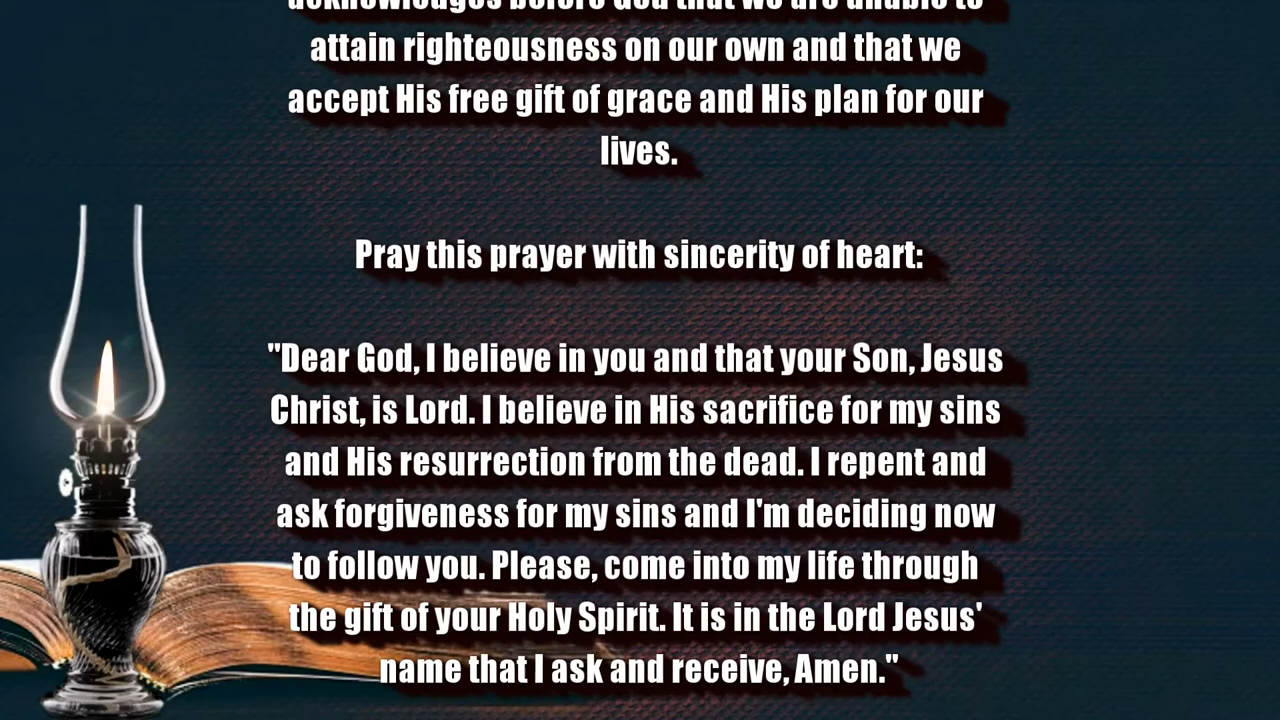 acknowledges before God that we are unable to
attain righteousness on our own and that we
accept His free gift of grace and His plan for our
lives.
Pray this prayer with sincerity of heart:
"Dear God, I believe in you and that your Son, Jesus
Christ, is Lord. I believe in His sacrifice for my sins
and His resurrection from the dead. I repent and
ask forgiveness for my sins and I'm deciding now
to follow you. Please, come into my life through
the gift of your Holy Spirit. It is in the Lord Jesus'
name that I ask and receive, Amen."